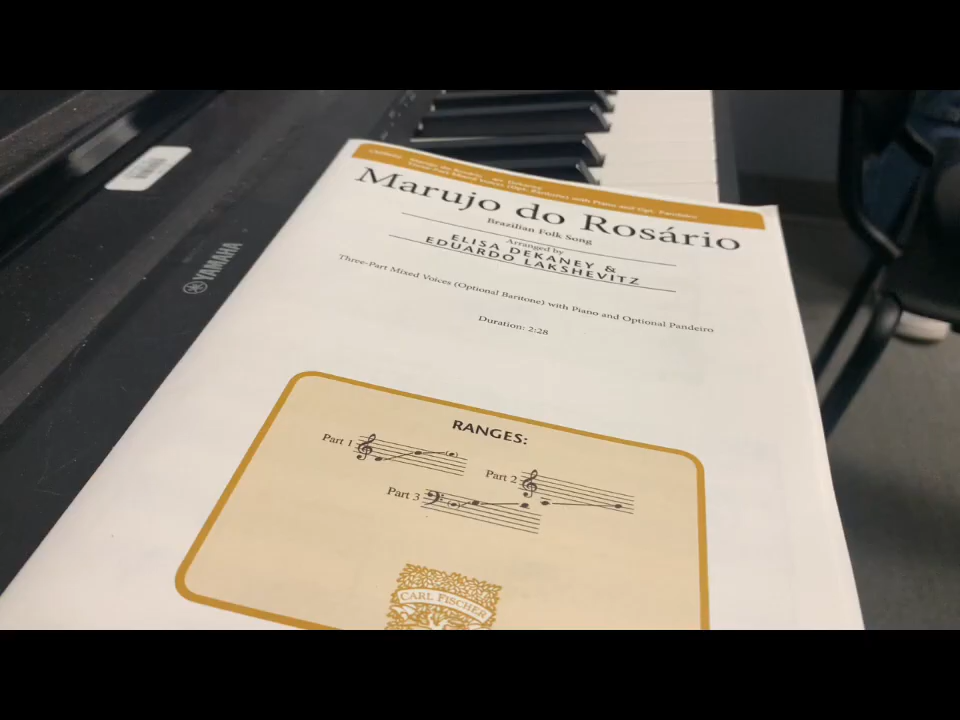 Marujo do Rosário
Brazilian Folk Song
Arranged by
ELISA DEKANEY &
EDUARDO LAKSHEVITZ
Three-Part Mixed Voices (Optional Baritone) with Piano and Optional Pandeiro
Duration: 2:28
RANGES:
Part 1
Part 2
Part 3
CARL FISCHER
YAMAHA